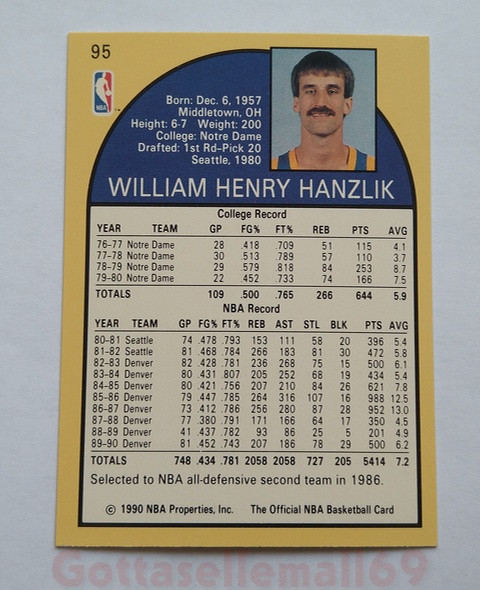 95
NBA
Born: Dec. 6, 1957
Middletown, OH
Height: 6-7 Weight: 200
College: Notre Dame
Drafted: 1st Rd-Pick 20
Seattle, 1980
WILLIAM HENRY HANZLIK
College Record
YEAR TEAM GP FG% FT% REB PTS AVG
76-77 Notre Dame 28 .418 .709 51 115 4.1
77-78 Notre Dame 30 .513 .789 57 110 3.7
78-79 Notre Dame 29 .579 .818 84 253 8.7
79-80 Notre Dame 22 .452 .733 74 166 7.5
TOTALS 109 .500 .765 266 644 5.9
NBA Record
YEAR TEAM GP FG% FT% REB AST STL BLK PTS AVG
80-81 Seattle 74 .478 .793 153 111 58 20 396 5.4
81-82 Seattle 81 .468 .784 266 183 81 30 472 5.8
82-83 Denver 82 .428 .781 236 268 75 15 500 6.1
83-84 Denver 80 .431 .807 205 252 68 19 434 5.4
84-85 Denver 80 .421 .756 207 210 84 26 621 7.8
85-86 Denver 79 .447 .785 264 316 107 16 988 12.5
86-87 Denver 73 .412 .786 256 280 87 28 952 13.0
87-88 Denver 77 .380 .791 171 166 64 17 350 4.5
88-89 Denver 41 .437 .782 93 86 25 5 201 4.9
89-90 Denver 81 .452 .743 207 186 78 29 500 6.2
TOTALS 748 .434 .781 2058 2058 727 205 5414 7.2
Selected to NBA all-defensive second team in 1986.
© 1990 NBA Properties, Inc. The Official NBA Basketball Card
Gottasellemall69